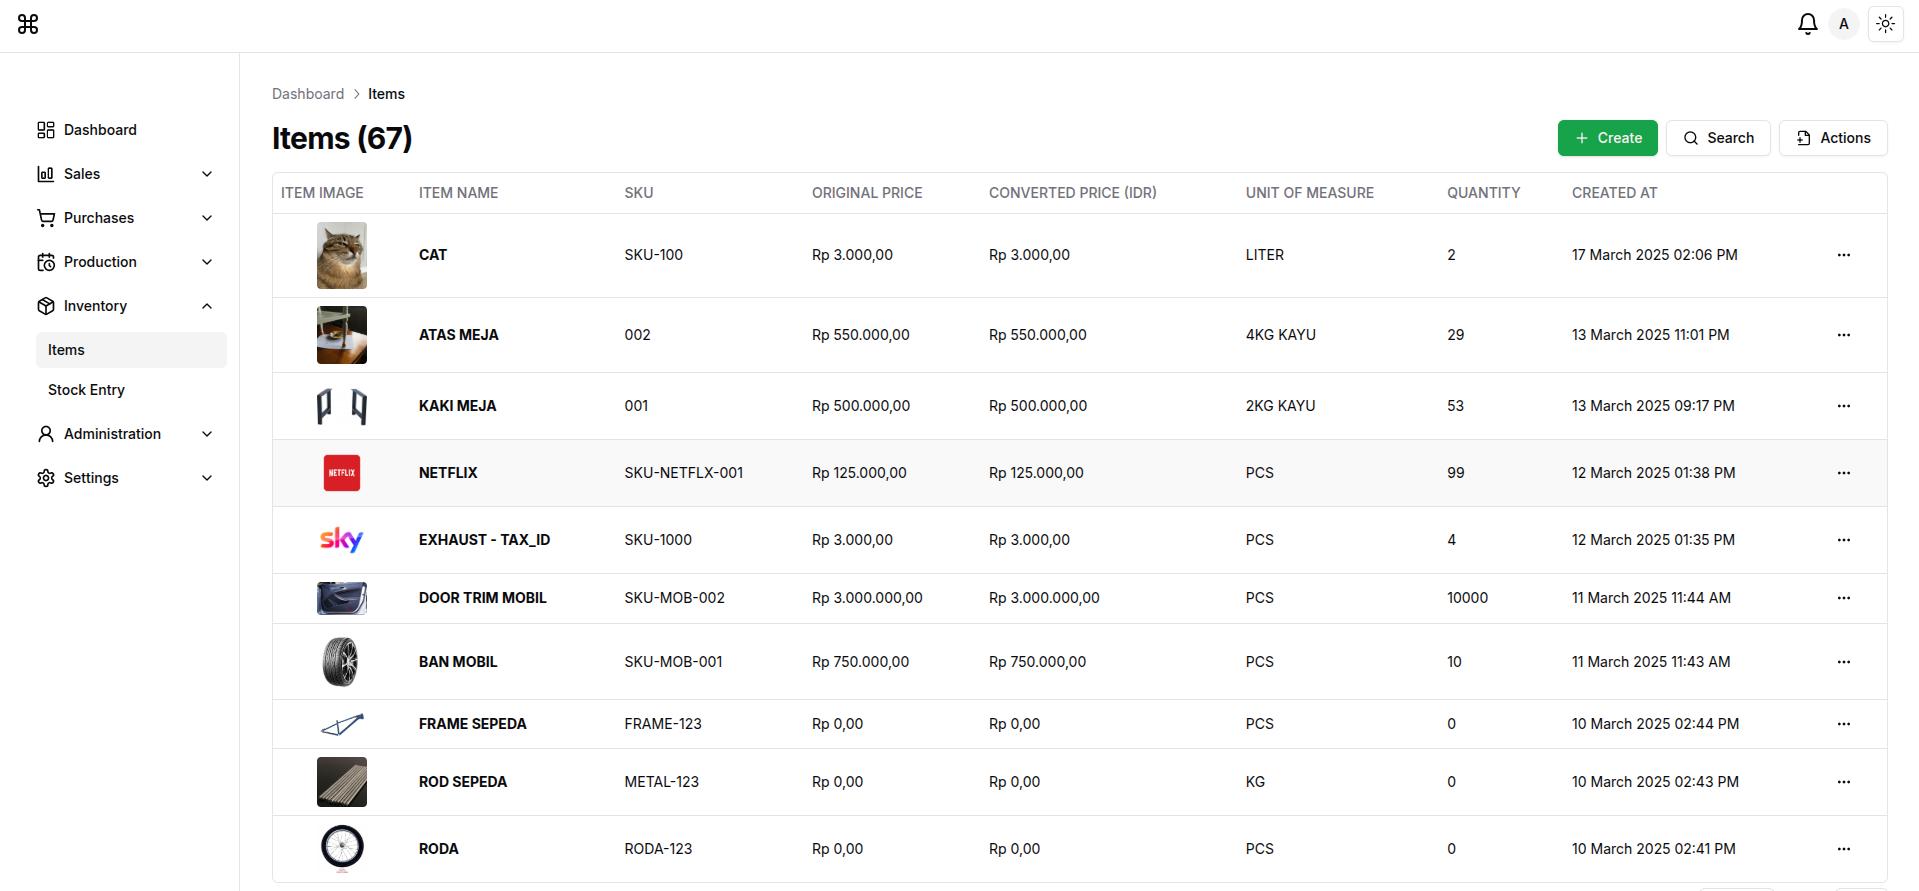 A
Dashboard > Items
Items (67)
Create
Search
Actions
Dashboard
Sales
Purchases
Production
Inventory
Items
Stock Entry
Administration
Settings
ITEM IMAGE ITEM NAME SKU ORIGINAL PRICE CONVERTED PRICE (IDR) UNIT OF MEASURE QUANTITY CREATED AT
CAT SKU-100 Rp 3.000,00 Rp 3.000,00 LITER 2 17 March 2025 02:06 PM
ATAS MEJA 002 Rp 550.000,00 Rp 550.000,00 4KG KAYU 29 13 March 2025 11:01 PM
KAKI MEJA 001 Rp 500.000,00 Rp 500.000,00 2KG KAYU 53 13 March 2025 09:17 PM
NETFLIX NETFLIX SKU-NETFLX-001 Rp 125.000,00 Rp 125.000,00 PCS 99 12 March 2025 01:38 PM
sky EXHAUST - TAX_ID SKU-1000 Rp 3.000,00 Rp 3.000,00 PCS 4 12 March 2025 01:35 PM
DOOR TRIM MOBIL SKU-MOB-002 Rp 3.000.000,00 Rp 3.000.000,00 PCS 10000 11 March 2025 11:44 AM
BAN MOBIL SKU-MOB-001 Rp 750.000,00 Rp 750.000,00 PCS 10 11 March 2025 11:43 AM
FRAME SEPEDA FRAME-123 Rp 0,00 Rp 0,00 PCS 0 10 March 2025 02:44 PM
ROD SEPEDA METAL-123 Rp 0,00 Rp 0,00 KG 0 10 March 2025 02:43 PM
RODA RODA-123 Rp 0,00 Rp 0,00 PCS 0 10 March 2025 02:41 PM